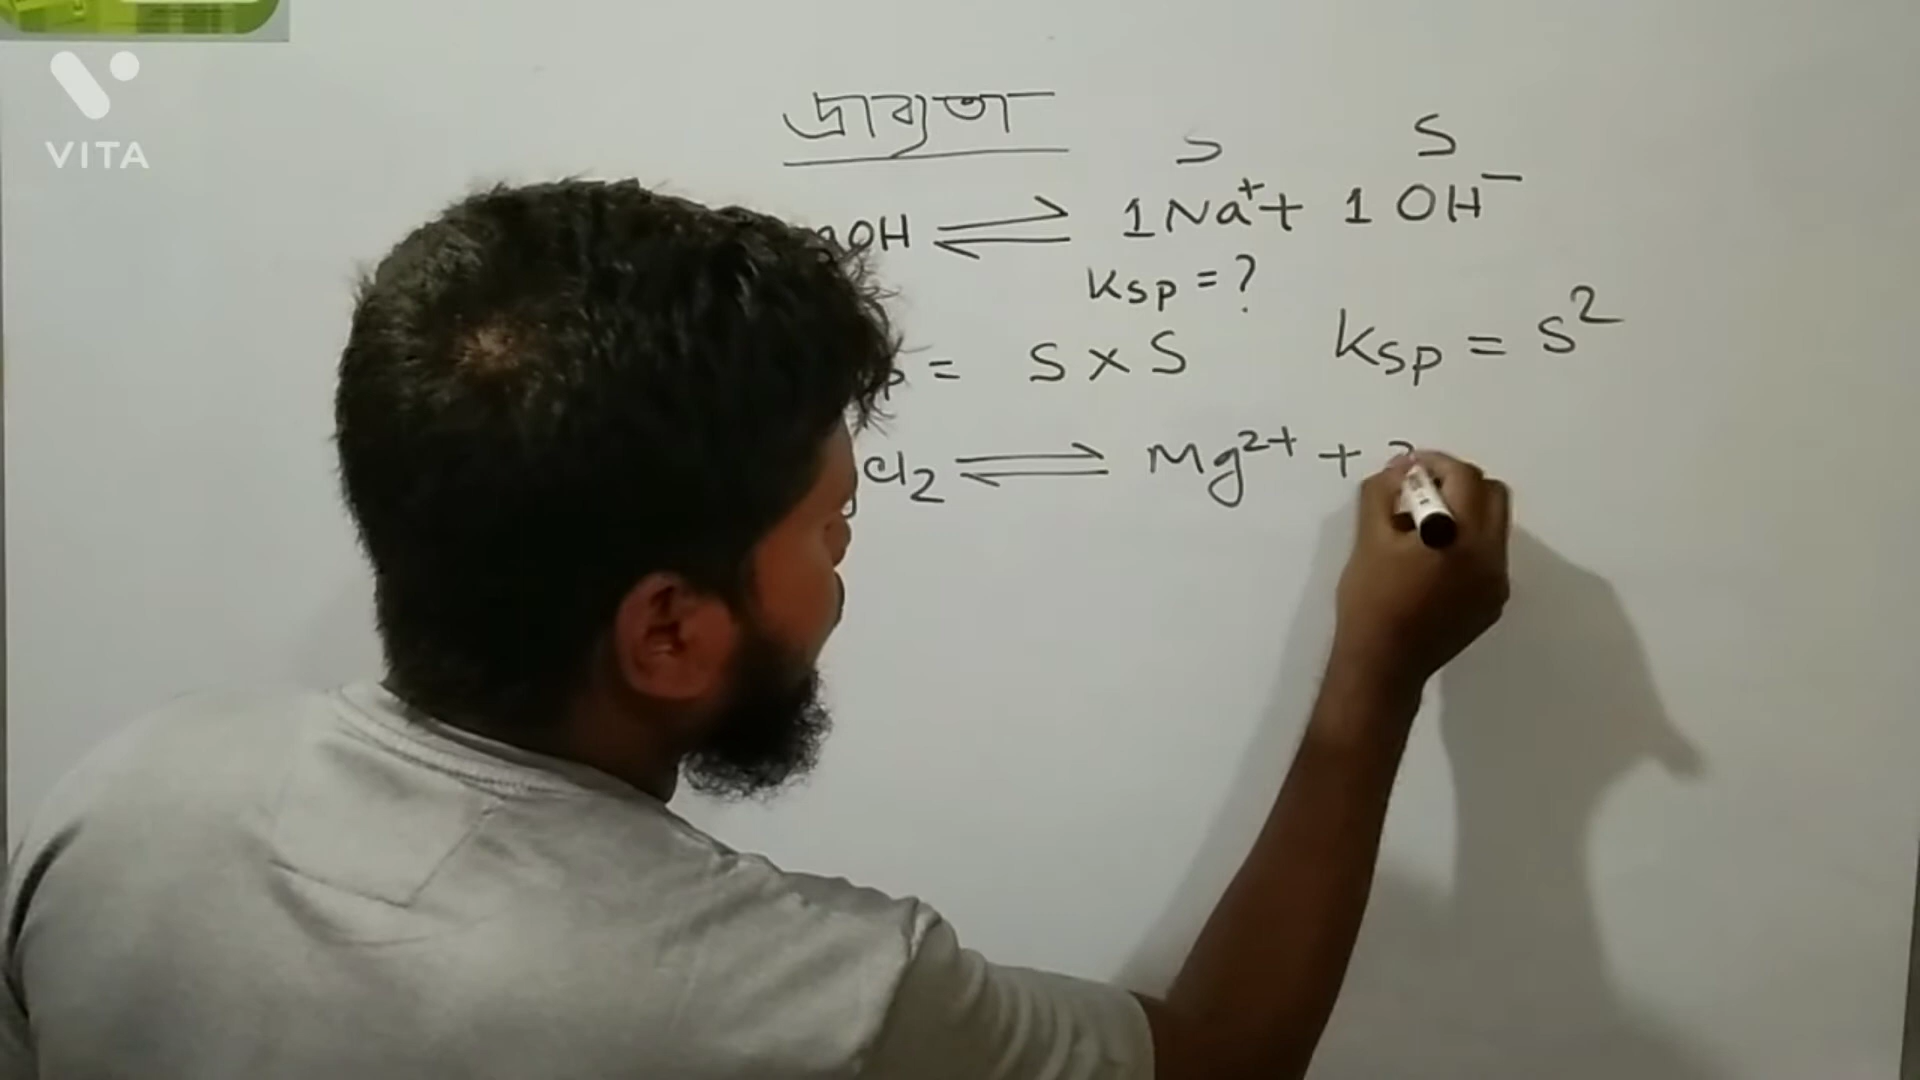 VITA
দ্রাব্যতা
S S
OH ⇌ 1Na⁺ + 1OH⁻
Ksp = ?
= S × S Ksp = S²
Cl₂ ⇌ Mg²⁺ +